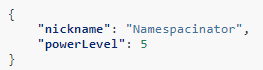 {
    "nickname": "Namespacinator",
    "powerLevel": 5
}